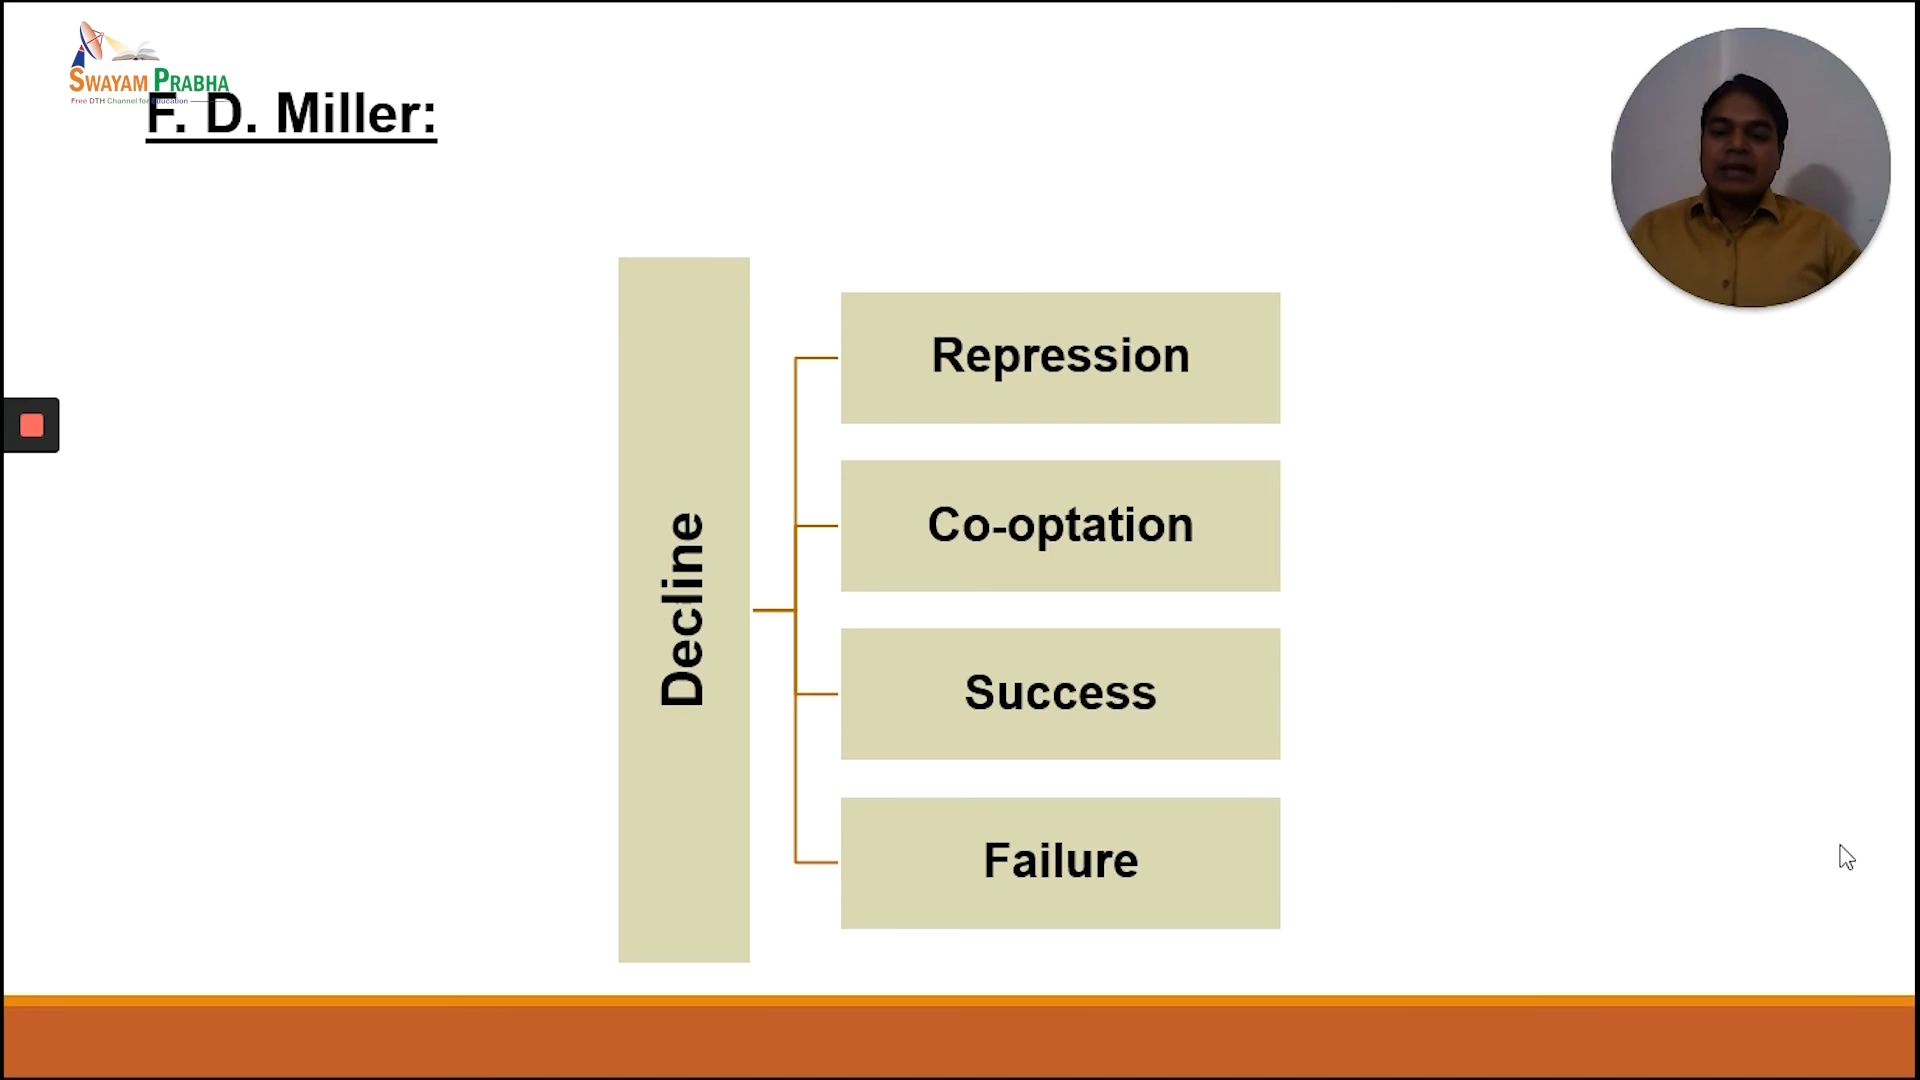 SWAYAM PRABHA
Free DTH Channel for Education
F. D. Miller:
Decline
Repression
Co-optation
Success
Failure